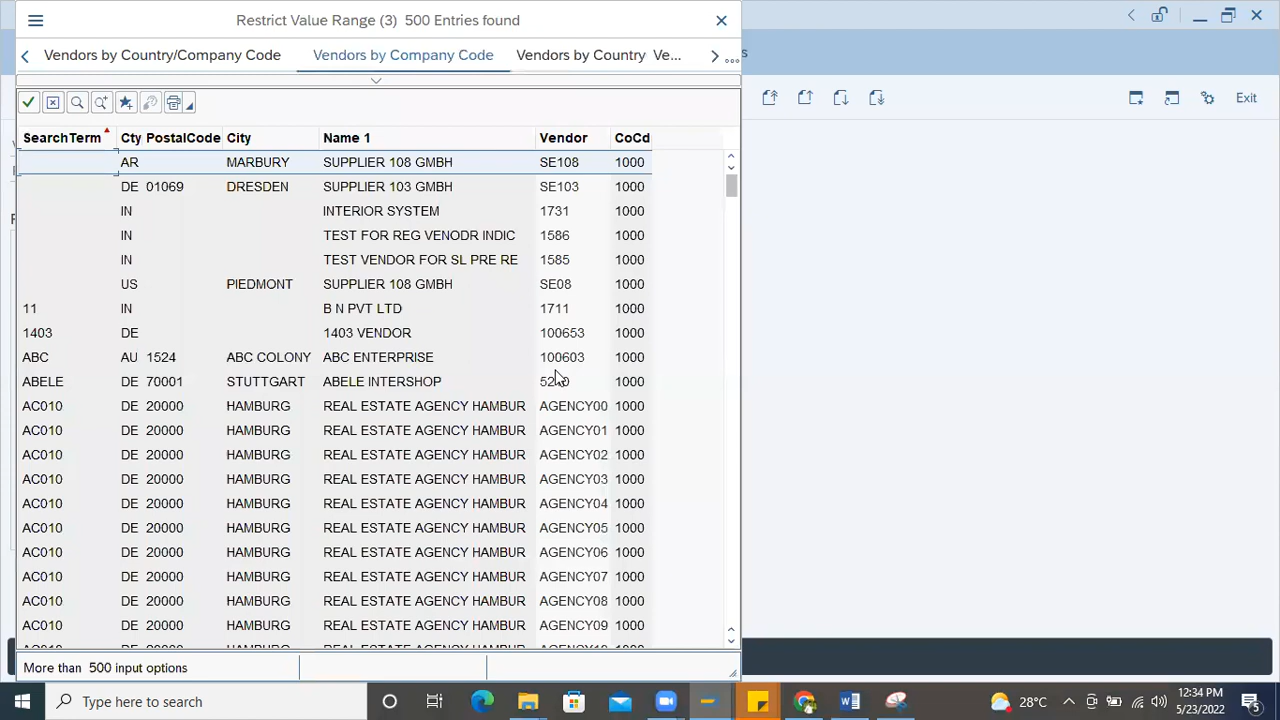 Restrict Value Range (3) 500 Entries found
Vendors by Country/Company Code Vendors by Company Code Vendors by Country Ve...
Exit
SearchTerm Cty PostalCode City Name 1 Vendor CoCd
AR MARBURY SUPPLIER 108 GMBH SE108 1000
DE 01069 DRESDEN SUPPLIER 103 GMBH SE103 1000
IN INTERIOR SYSTEM 1731 1000
IN TEST FOR REG VENODR INDIC 1586 1000
IN TEST VENDOR FOR SL PRE RE 1585 1000
US PIEDMONT SUPPLIER 108 GMBH SE08 1000
11 IN B N PVT LTD 1711 1000
1403 DE 1403 VENDOR 100653 1000
ABC AU 1524 ABC COLONY ABC ENTERPRISE 100603 1000
ABELE DE 70001 STUTTGART ABELE INTERSHOP 1000
AC010 DE 20000 HAMBURG REAL ESTATE AGENCY HAMBUR AGENCY00 1000
AC010 DE 20000 HAMBURG REAL ESTATE AGENCY HAMBUR AGENCY01 1000
AC010 DE 20000 HAMBURG REAL ESTATE AGENCY HAMBUR AGENCY02 1000
AC010 DE 20000 HAMBURG REAL ESTATE AGENCY HAMBUR AGENCY03 1000
AC010 DE 20000 HAMBURG REAL ESTATE AGENCY HAMBUR AGENCY04 1000
AC010 DE 20000 HAMBURG REAL ESTATE AGENCY HAMBUR AGENCY05 1000
AC010 DE 20000 HAMBURG REAL ESTATE AGENCY HAMBUR AGENCY06 1000
AC010 DE 20000 HAMBURG REAL ESTATE AGENCY HAMBUR AGENCY07 1000
AC010 DE 20000 HAMBURG REAL ESTATE AGENCY HAMBUR AGENCY08 1000
AC010 DE 20000 HAMBURG REAL ESTATE AGENCY HAMBUR AGENCY09 1000
More than 500 input options
Type here to search
28°C
12:34 PM
5/23/2022
5